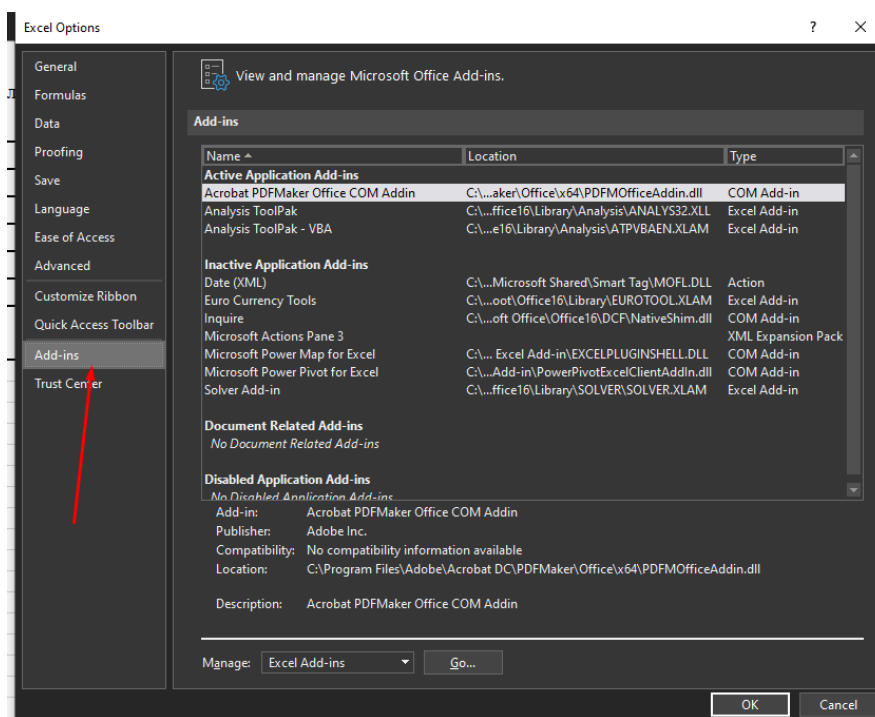 Excel Options ? ×
General
Formulas
Data
Proofing
Save
Language
Ease of Access
Advanced
Customize Ribbon
Quick Access Toolbar
Add-ins
Trust Center
View and manage Microsoft Office Add-ins.
Add-ins
Name Location Type
Active Application Add-ins
Acrobat PDFMaker Office COM Addin C:\...aker\Office\x64\PDFMOfficeAddin.dll COM Add-in
Analysis ToolPak C:\...ffice16\Library\Analysis\ANALYS32.XLL Excel Add-in
Analysis ToolPak - VBA C:\...e16\Library\Analysis\ATPVBAEN.XLAM Excel Add-in
Inactive Application Add-ins
Date (XML) C:\...Microsoft Shared\Smart Tag\MOFL.DLL Action
Euro Currency Tools C:\...oot\Office16\Library\EUROTOOL.XLAM Excel Add-in
Inquire C:\...oft Office\Office16\DCF\NativeShim.dll COM Add-in
Microsoft Actions Pane 3 XML Expansion Pack
Microsoft Power Map for Excel C:\... Excel Add-in\EXCELPLUGINSHELL.DLL COM Add-in
Microsoft Power Pivot for Excel C:\...Add-in\PowerPivotExcelClientAddIn.dll COM Add-in
Solver Add-in C:\...ffice16\Library\SOLVER\SOLVER.XLAM Excel Add-in
Document Related Add-ins
No Document Related Add-ins
Disabled Application Add-ins
No Disabled Application Add-ins
Add-in: Acrobat PDFMaker Office COM Addin
Publisher: Adobe Inc.
Compatibility: No compatibility information available
Location: C:\Program Files\Adobe\Acrobat DC\PDFMaker\Office\x64\PDFMOfficeAddin.dll
Description: Acrobat PDFMaker Office COM Addin
Manage: Excel Add-ins Go...
OK Cancel